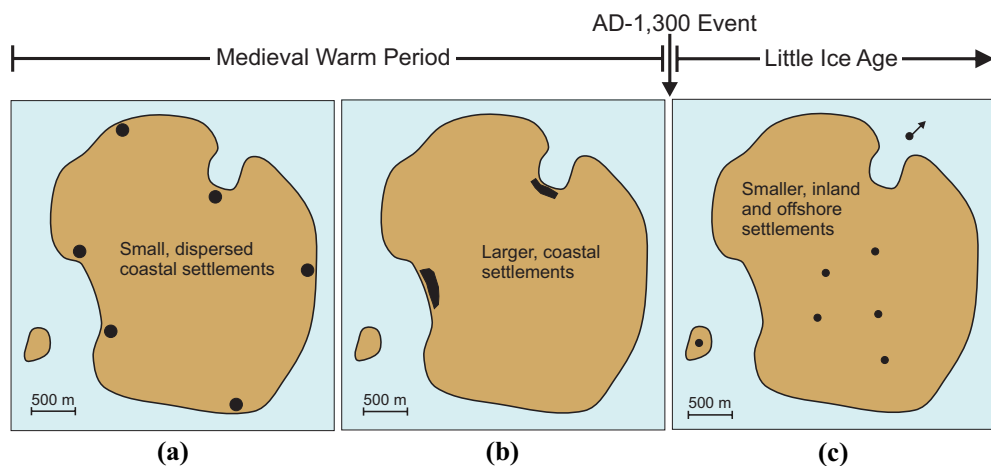 AD-1,300 Event
Medieval Warm Period
Little Ice Age
Small, dispersed
coastal settlements
500 m
Larger, coastal
settlements
500 m
Smaller, inland
and offshore
settlements
500 m
(a)
(b)
(c)